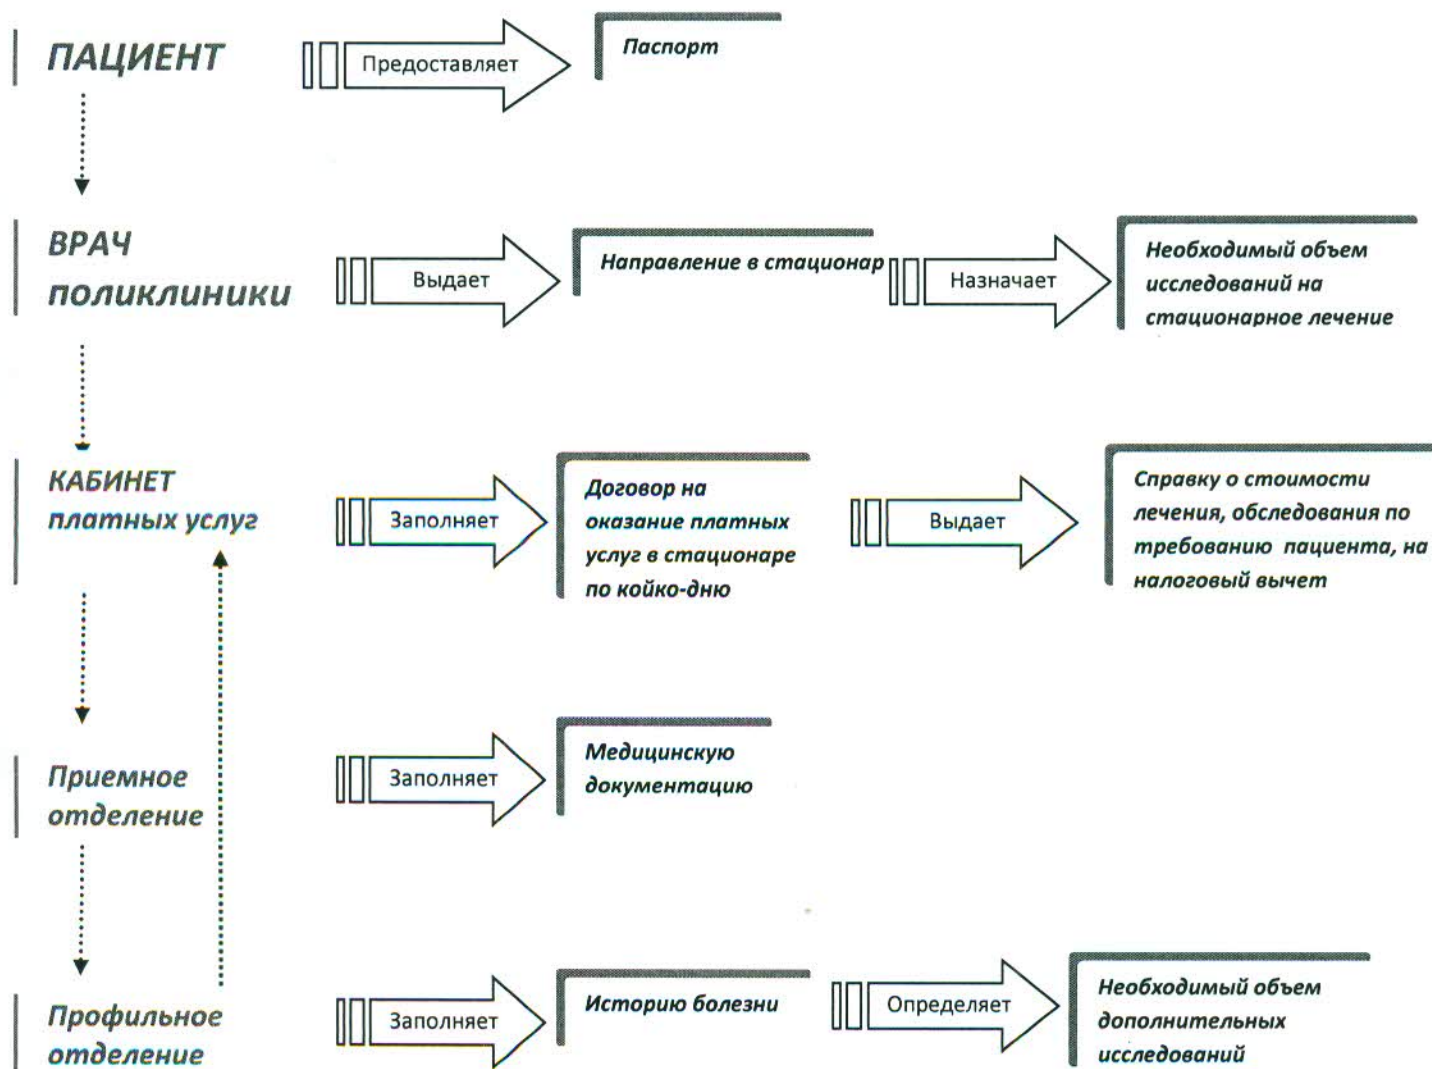 ПАЦИЕНТ
Предоставляет
Паспорт
ВРАЧ
ПОЛИКЛИНИКИ
Выдает
Направление в стационар
Назначает
Необходимый объем
исследований на
стационарное лечение
КАБИНЕТ
платных услуг
Заполняет
Договор на
оказание платных
услуг в стационаре
по койко-дню
Выдает
Справку о стоимости
лечения, обследования по
требованию пациента, на
налоговый вычет
Приемное
отделение
Заполняет
Медицинскую
документацию
Профильное
отделение
Заполняет
Историю болезни
Определяет
Необходимый объем
дополнительных
исследований